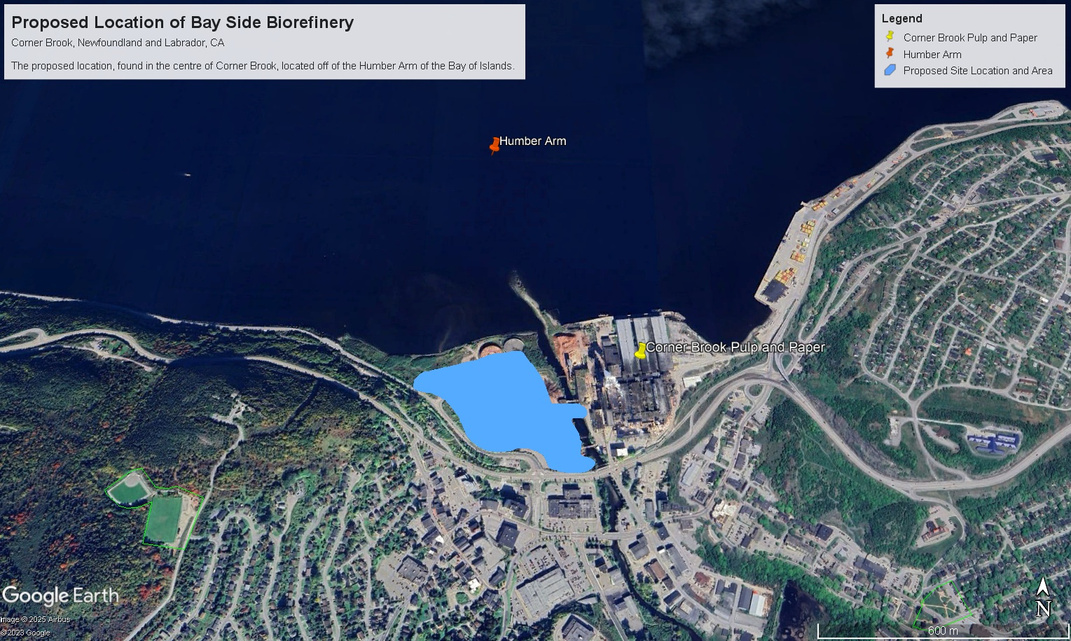 Proposed Location of Bay Side Biorefinery
Corner Brook, Newfoundland and Labrador, CA
The proposed location, found in the centre of Corner Brook, located off of the Humber Arm of the Bay of Islands.
Legend
Corner Brook Pulp and Paper
Humber Arm
Proposed Site Location and Area
Humber Arm
Corner Brook Pulp and Paper
Google Earth
Image © 2025 Airbus
©2023 Google
600 m
N